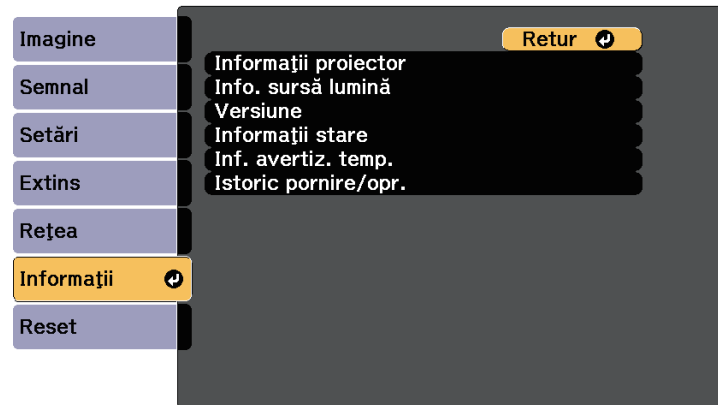 Imagine
Semnal
Setări
Extins
Reţea
Informaţii
Reset
Retur
Informaţii proiector
Info. sursă lumină
Versiune
Informaţii stare
Inf. avertiz. temp.
Istoric pornire/opr.